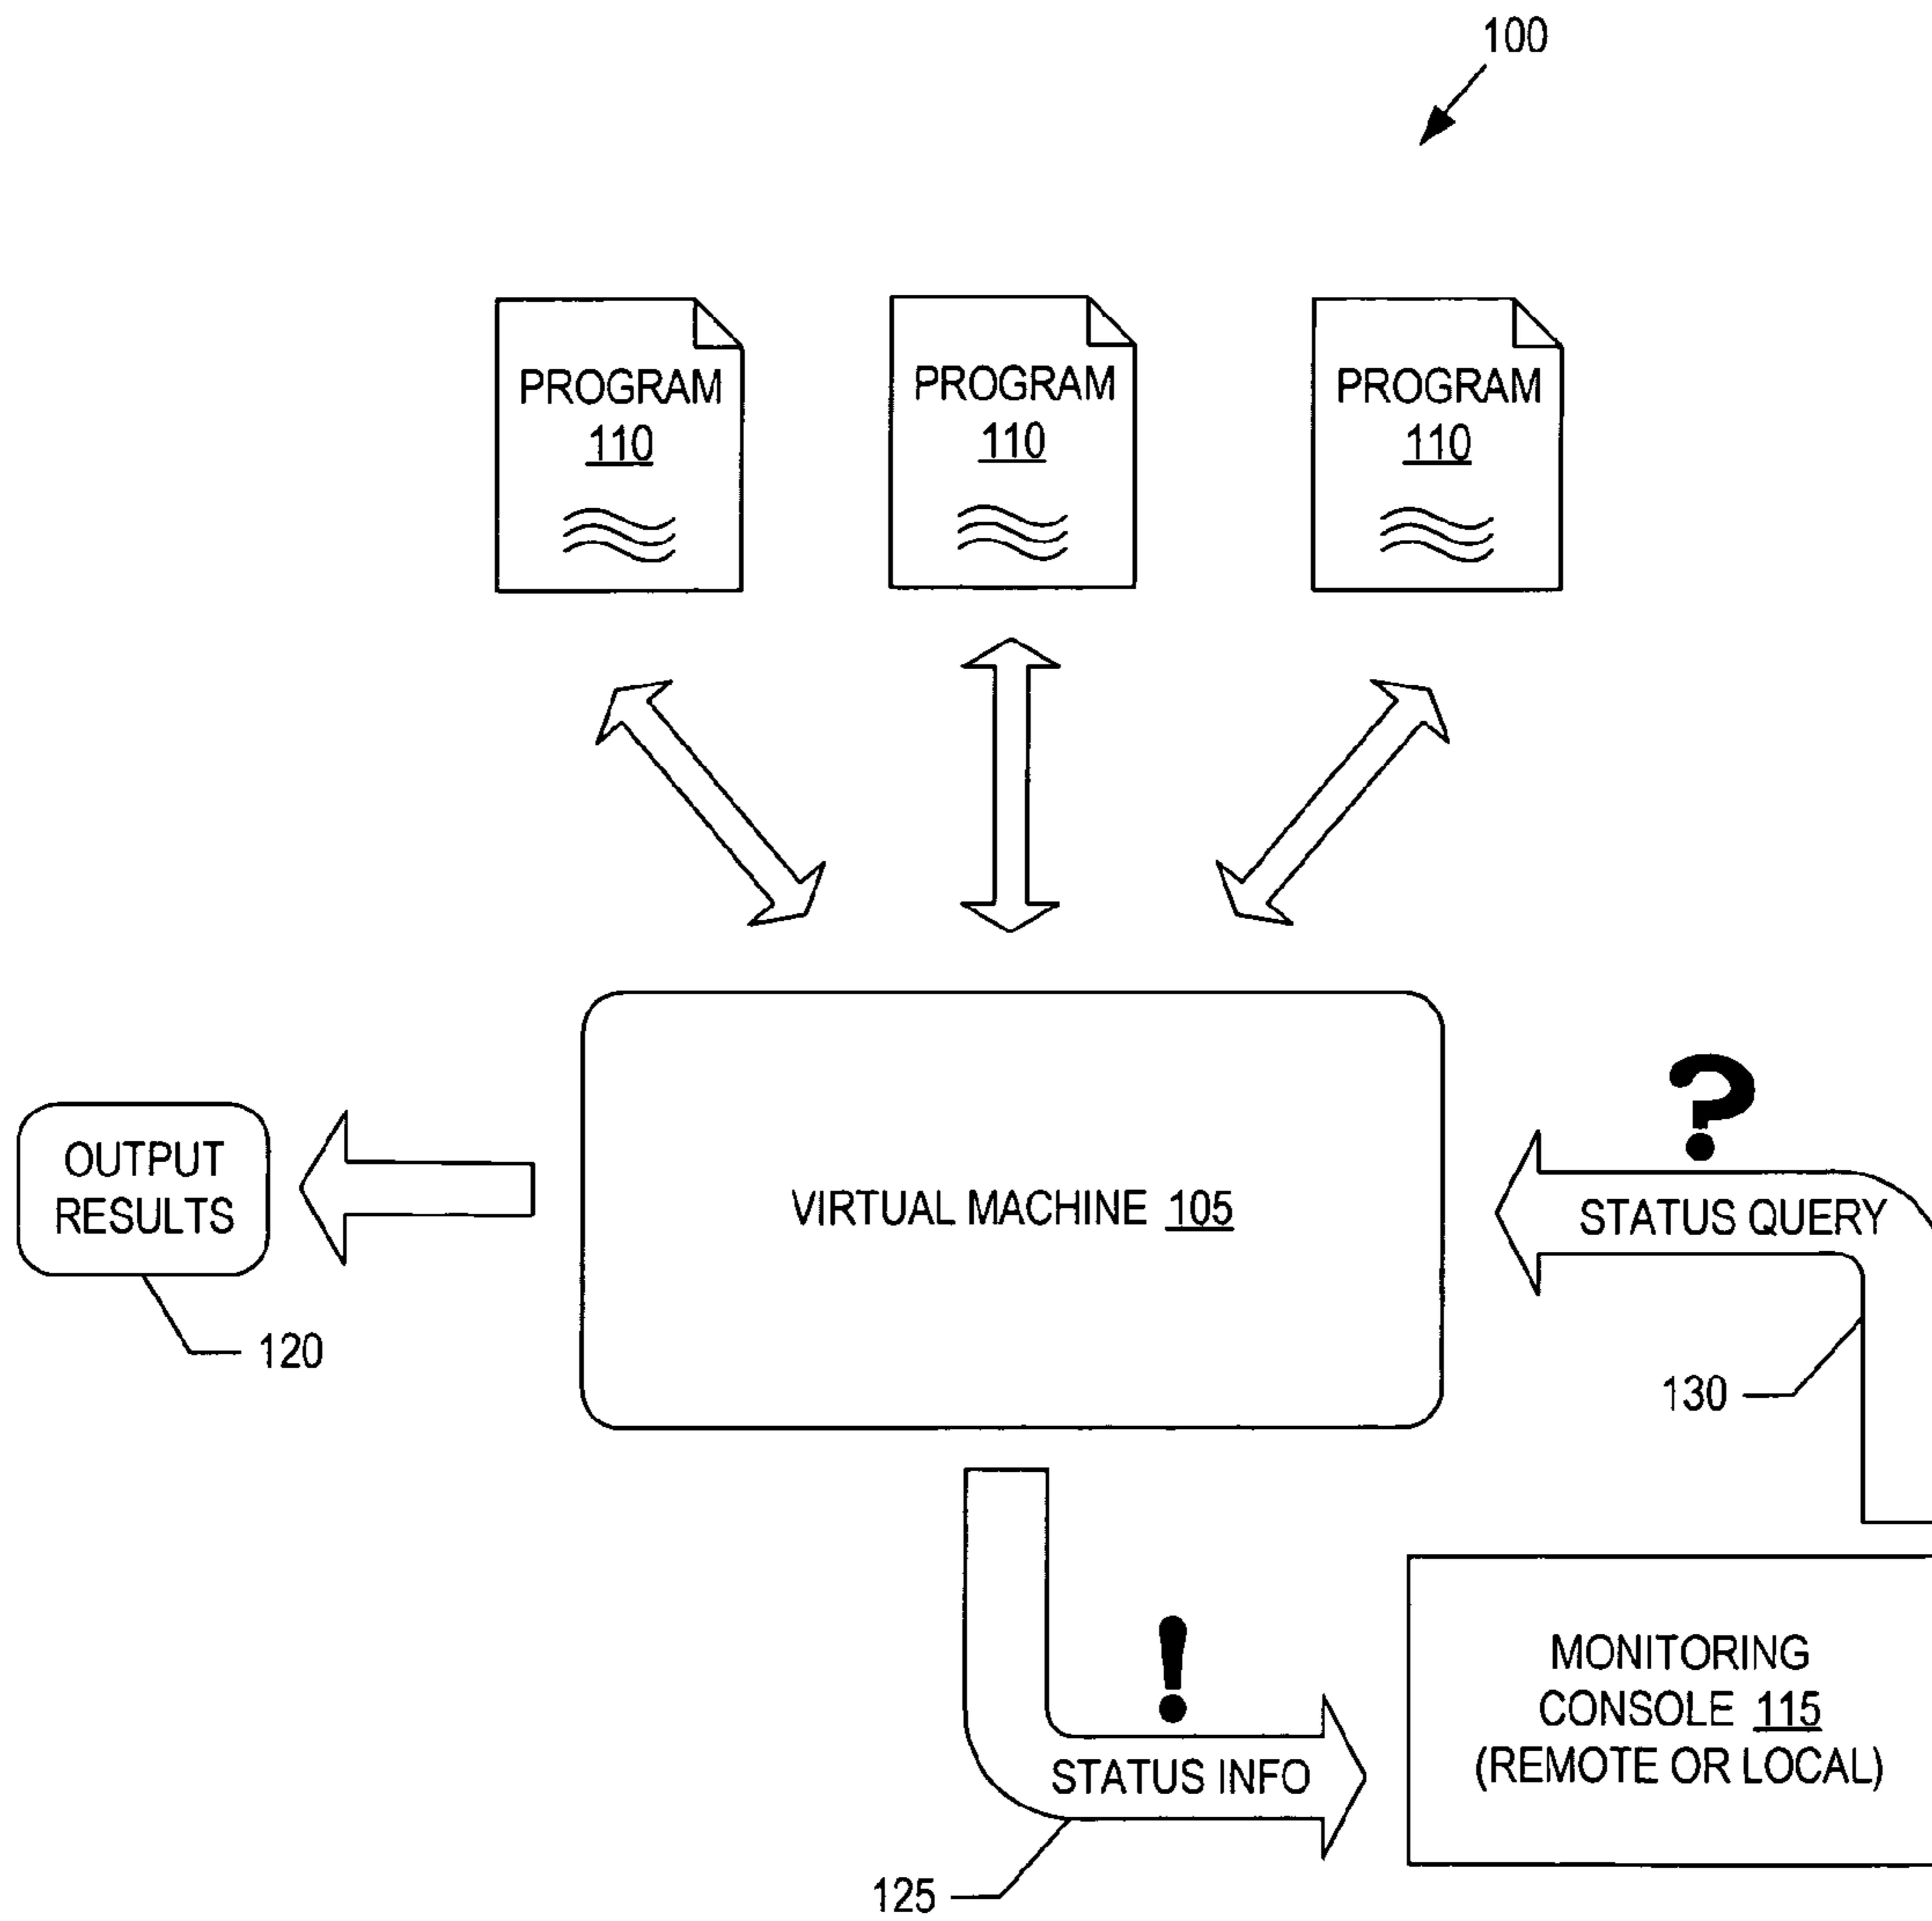 100
PROGRAM
110
PROGRAM
110
PROGRAM
110
?
OUTPUT
RESULTS
VIRTUAL MACHINE 105
STATUS QUERY
120
130
!
MONITORING
CONSOLE 115
(REMOTE OR LOCAL)
STATUS INFO
125